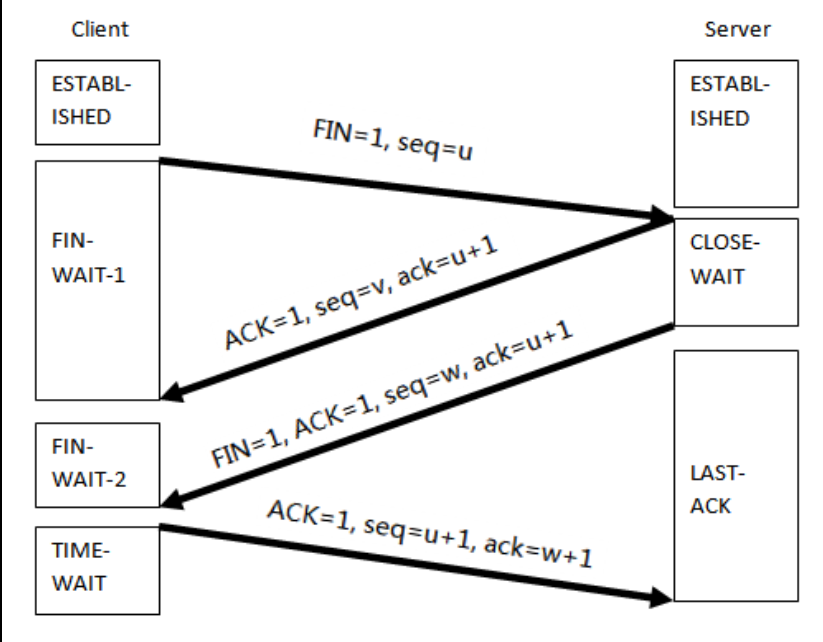 Client
Server
ESTABL-
ISHED
ESTABL-
ISHED
FIN=1, seq=u
FIN-
WAIT-1
CLOSE-
WAIT
ACK=1, seq=v, ack=u+1
FIN=1, ACK=1, seq=w, ack=u+1
FIN-
WAIT-2
LAST-
ACK
ACK=1, seq=u+1, ack=w+1
TIME-
WAIT